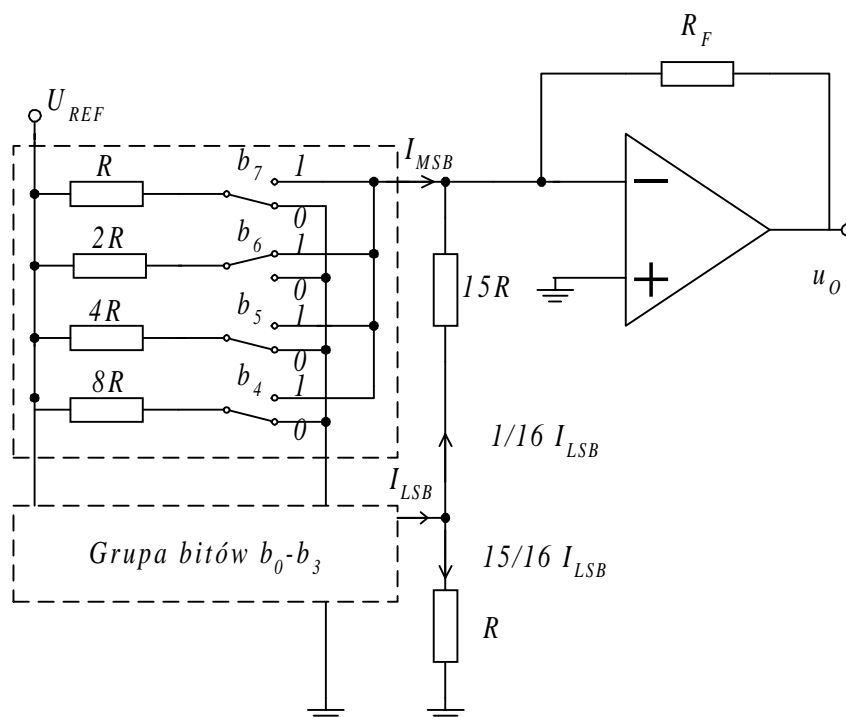 R_F
U_REF
I_MSB
R
b_7
1
0
2R
b_6
1
0
4R
b_5
1
0
8R
b_4
1
0
15R
−
+
u_O
1/16 I_LSB
I_LSB
Grupa bitów b_0-b_3
15/16 I_LSB
R